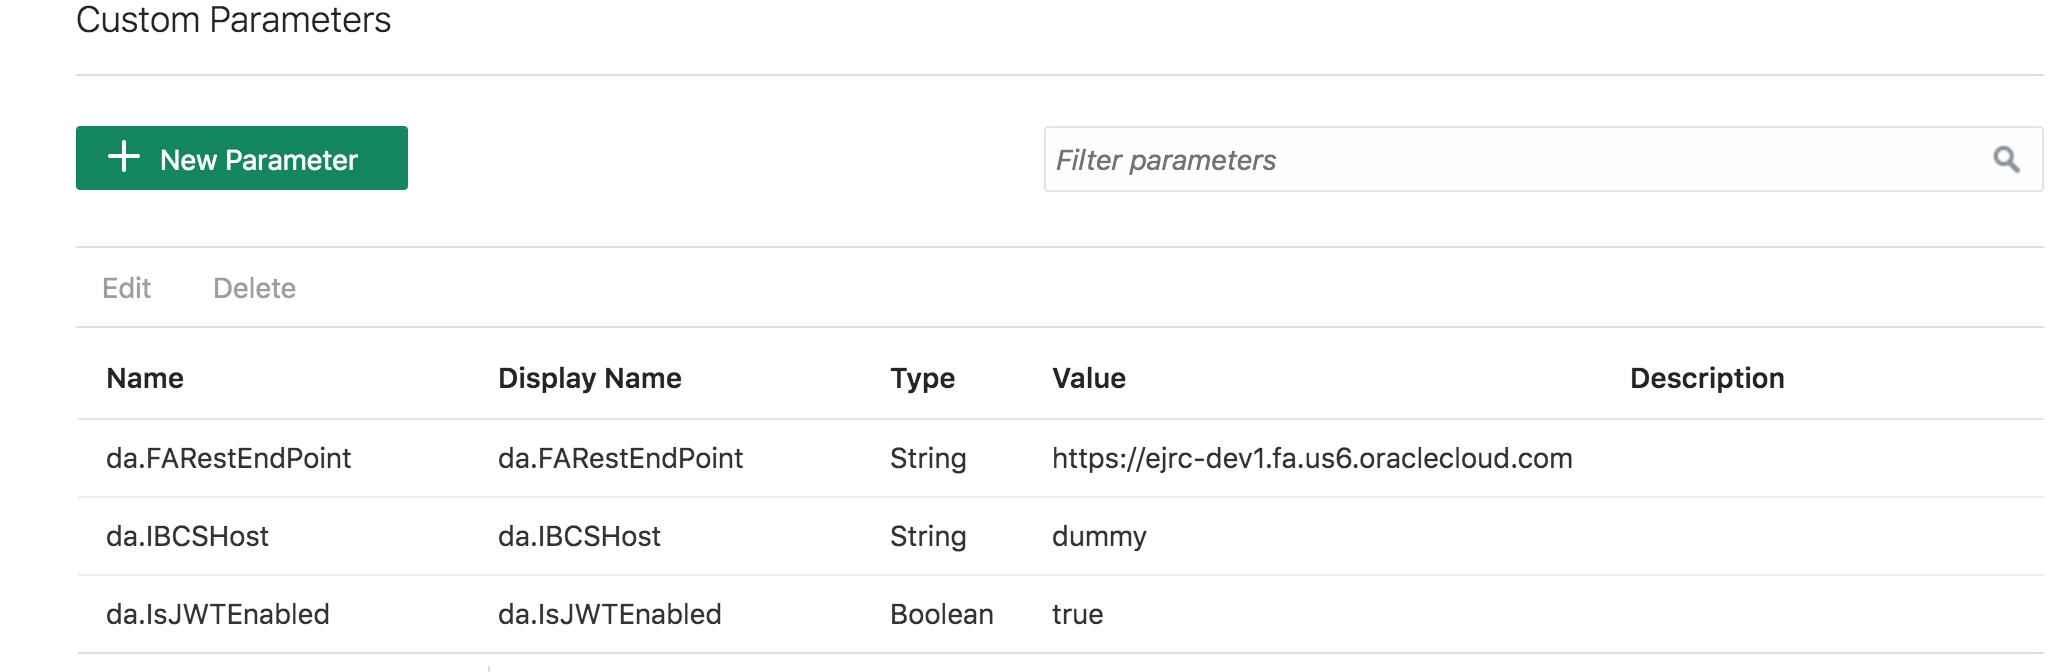 Custom Parameters
New Parameter
Filter parameters
Edit Delete
Name Display Name Type Value Description
da.FARestEndPoint da.FARestEndPoint String https://ejrc-dev1.fa.us6.oraclecloud.com
da.IBCSHost da.IBCSHost String dummy
da.IsJWTEnabled da.IsJWTEnabled Boolean true